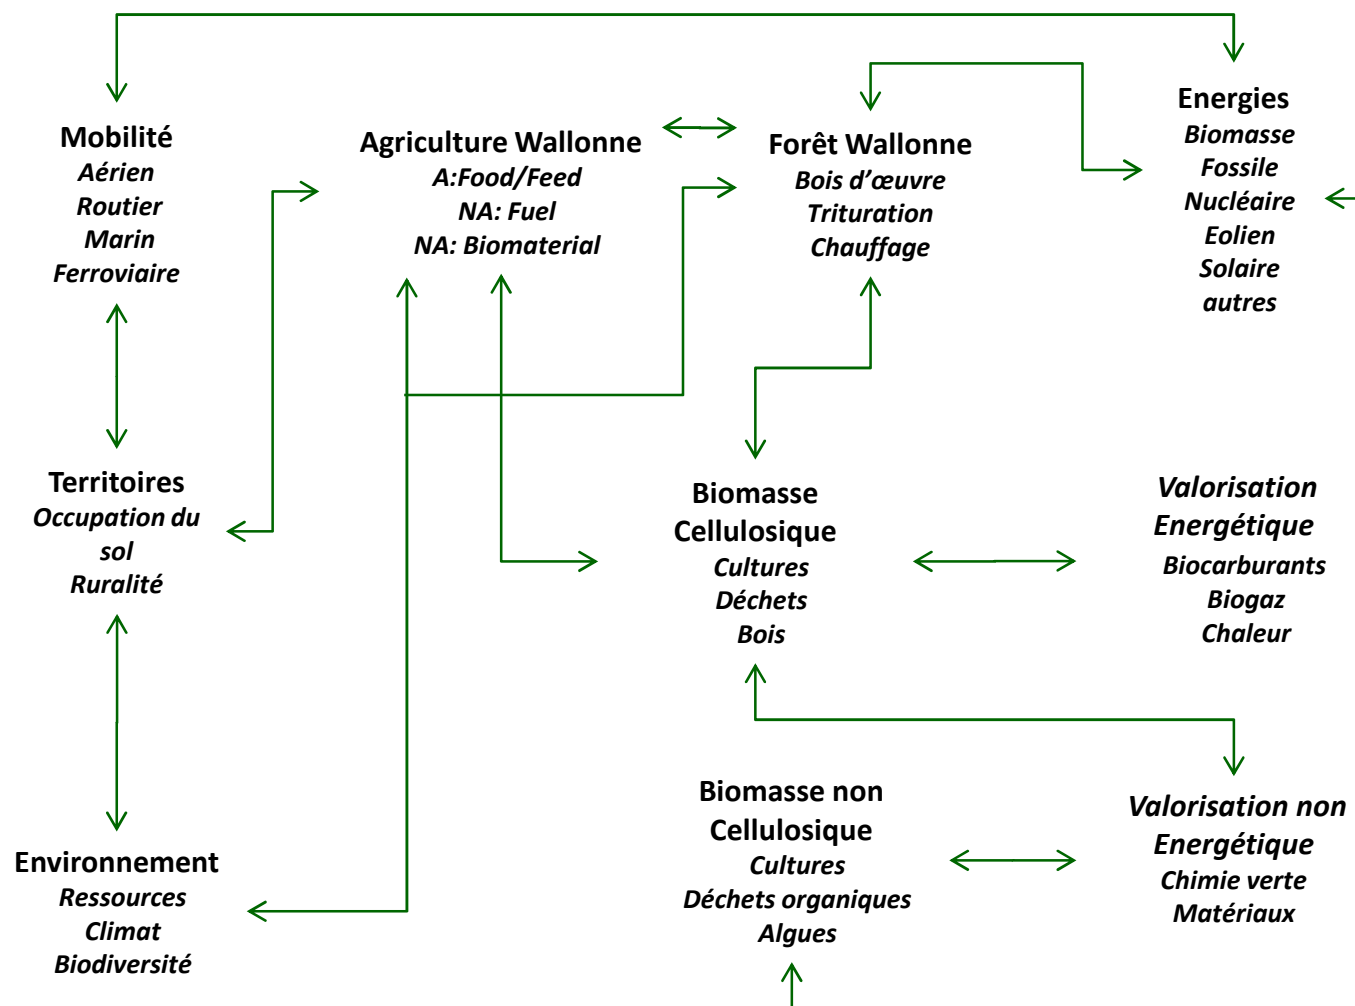 Mobilité
Aérien
Routier
Marin
Ferroviaire
Agriculture Wallonne
A:Food/Feed
NA: Fuel
NA: Biomaterial
Forêt Wallonne
Bois d’œuvre
Trituration
Chauffage
Energies
Biomasse
Fossile
Nucléaire
Eolien
Solaire
autres
Territoires
Occupation du
sol
Ruralité
Biomasse
Cellulosique
Cultures
Déchets
Bois
Valorisation
Energétique
Biocarburants
Biogaz
Chaleur
Environnement
Ressources
Climat
Biodiversité
Biomasse non
Cellulosique
Cultures
Déchets organiques
Algues
Valorisation non
Energétique
Chimie verte
Matériaux